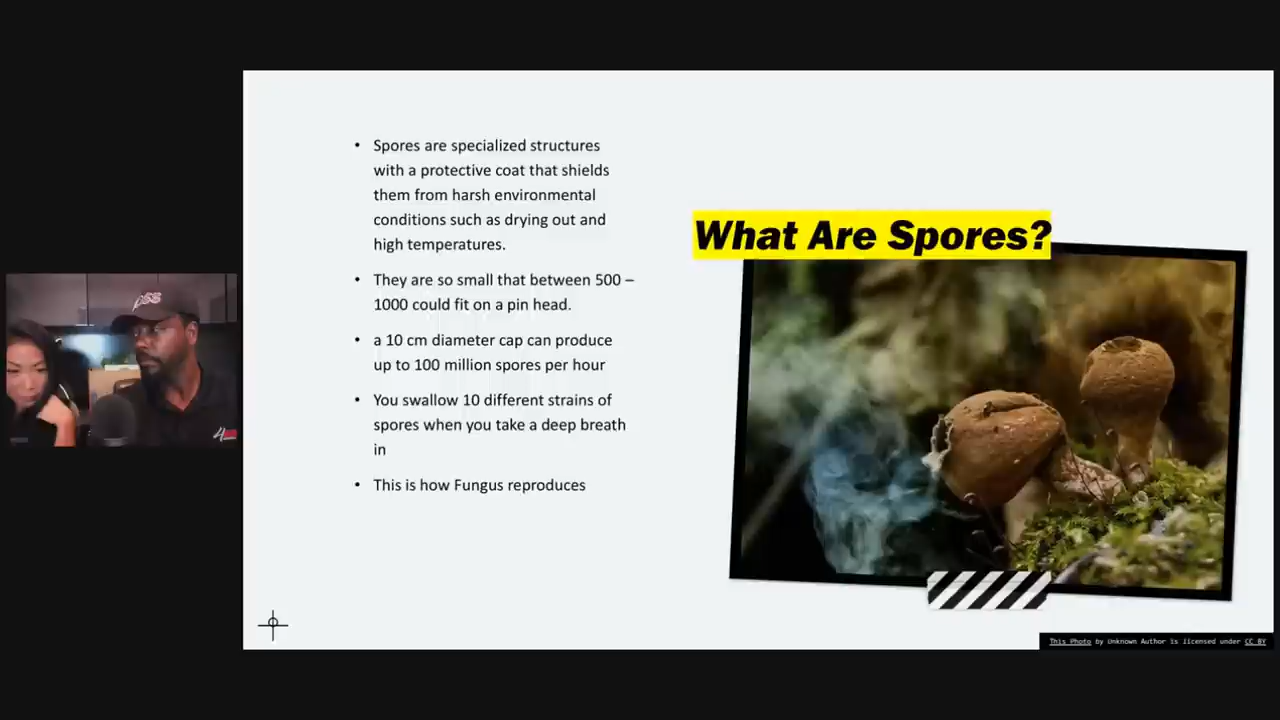 • Spores are specialized structures
with a protective coat that shields
them from harsh environmental
conditions such as drying out and
high temperatures.
• They are so small that between 500 –
1000 could fit on a pin head.
• a 10 cm diameter cap can produce
up to 100 million spores per hour
• You swallow 10 different strains of
spores when you take a deep breath
in
• This is how Fungus reproduces
What Are Spores?
This Photo by Unknown Author is licensed under CC BY